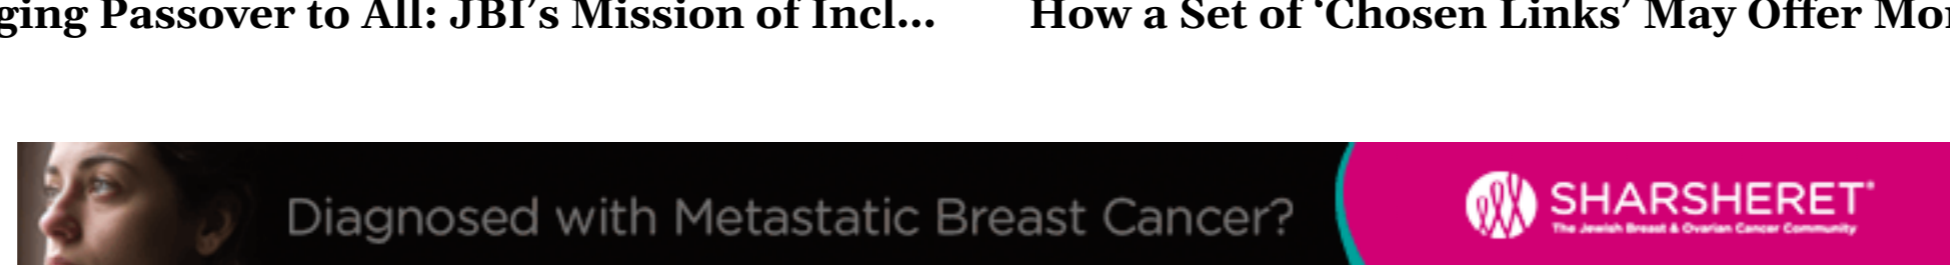 ging Passover to All: JBI’s Mission of Incl...
How a Set of ‘Chosen Links’ May Offer Mor
Diagnosed with Metastatic Breast Cancer?
SHARSHERET®
The Jewish Breast & Ovarian Cancer Community